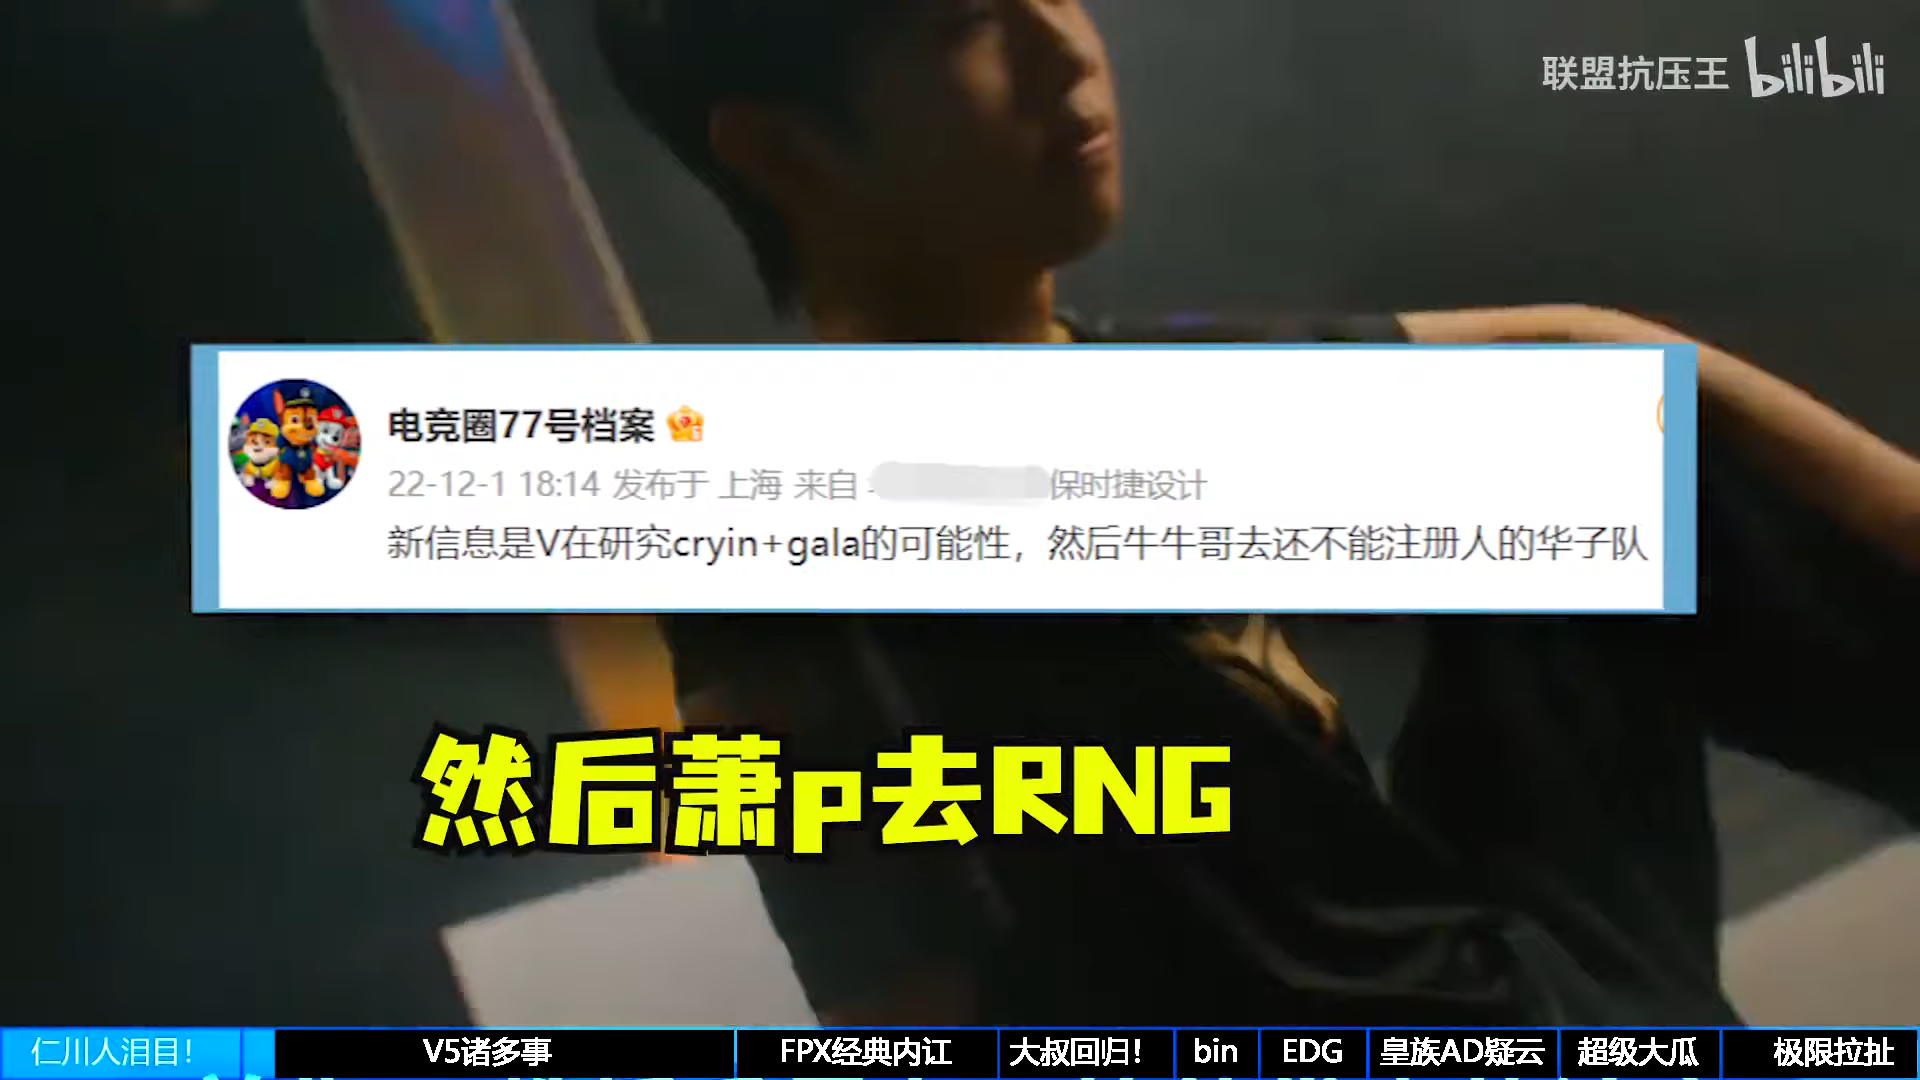 联盟抗压王 bilibili
电竞圈77号档案
22-12-1 18:14 发布于 上海 来自 保时捷设计
新信息是V在研究cryin+gala的可能性，然后牛牛哥去还不能注册人的华子队
然后萧p去RNG
仁川人泪目！ V5诸多事 FPX经典内讧 大叔回归！ bin EDG 皇族AD疑云 超级大瓜 极限拉扯